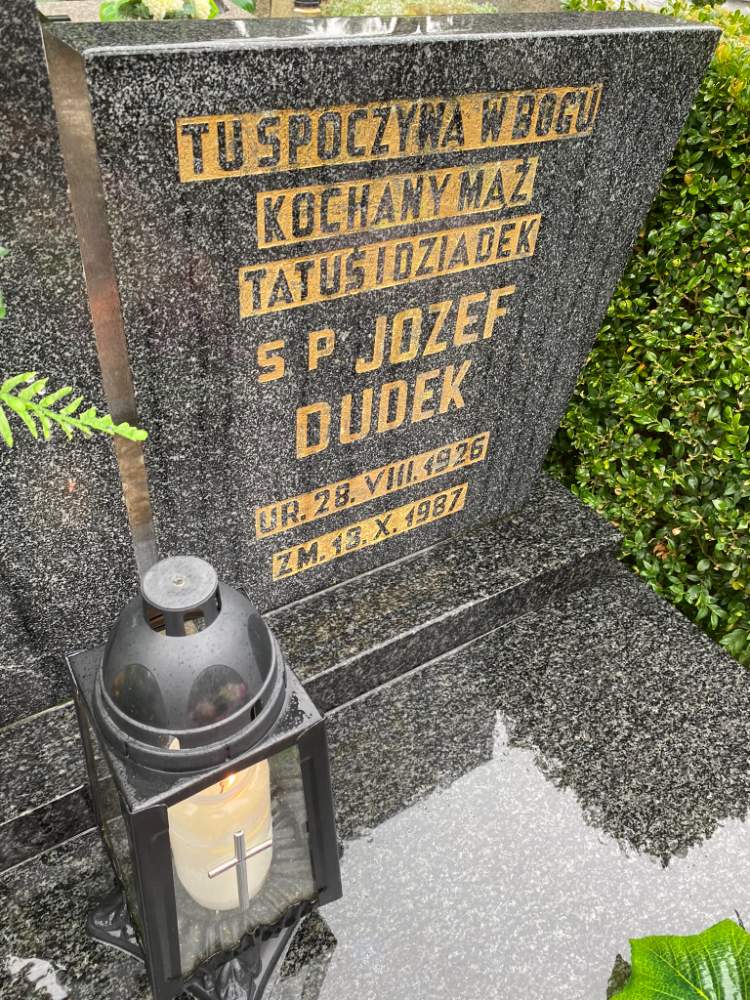 TU SPOCZYWA W BOGU
KOCHANY MĄŻ
TATUŚ I DZIADEK
S P JOZEF
DUDEK
UR. 28. VIII. 1926
ZM. 13. X. 1987